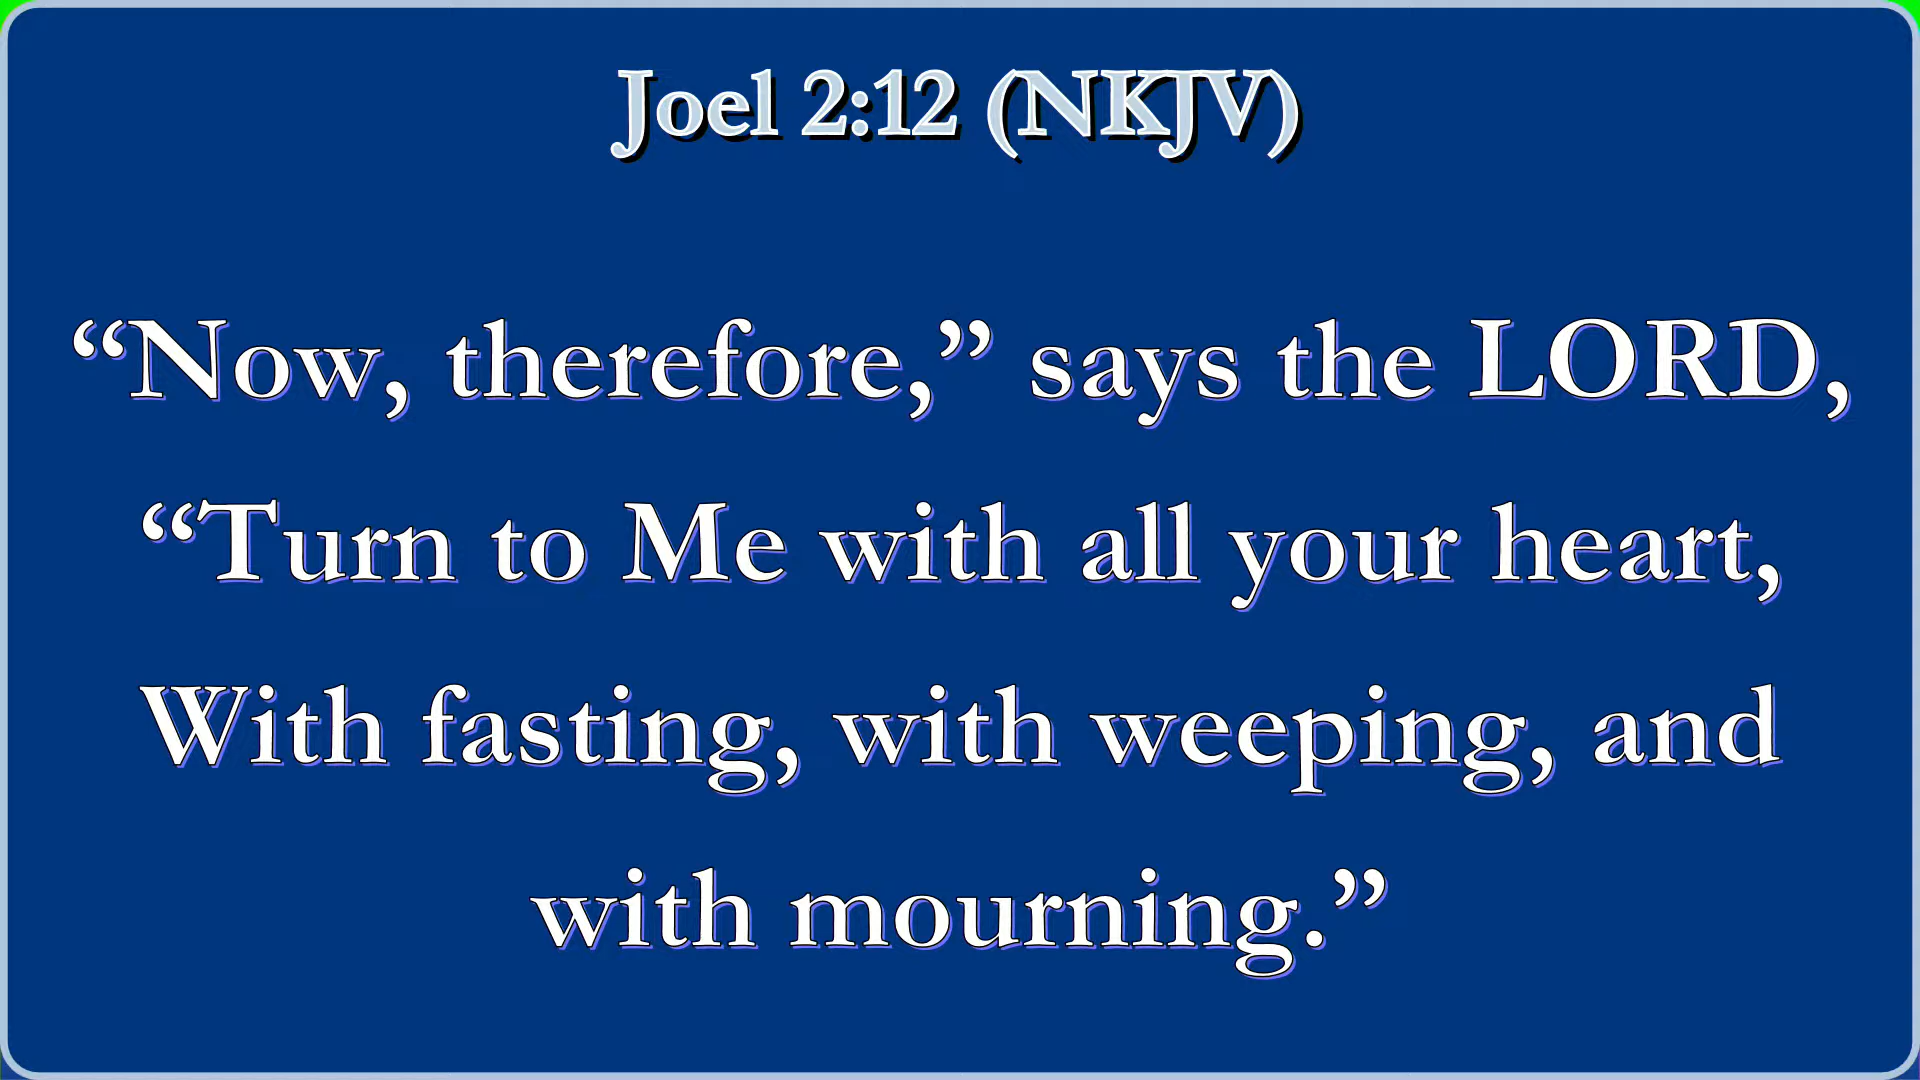 Joel 2:12 (NKJV)
“Now, therefore,” says the LORD,
“Turn to Me with all your heart,
With fasting, with weeping, and
with mourning.”